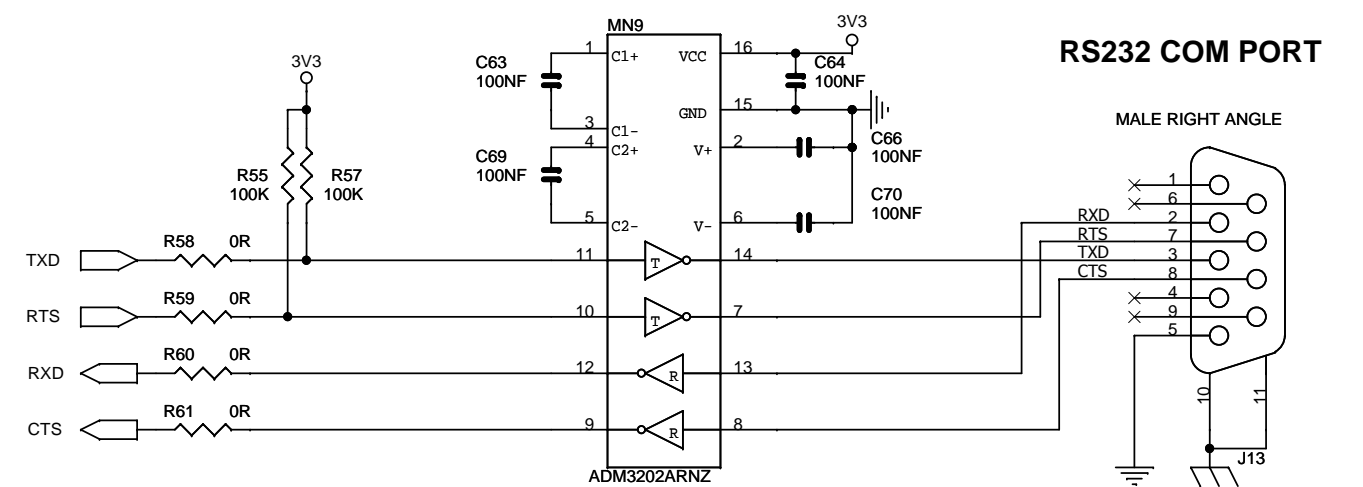 RS232 COM PORT
MALE RIGHT ANGLE
3V3
R55
100K
R57
100K
TXD
R58 0R
RTS
R59 0R
RXD
R60 0R
CTS
R61 0R
C63
100NF
C69
100NF
MN9
1 C1+
3 C1-
4 C2+
5 C2-
11 T
10 T
12 R
9 R
VCC 16
GND 15
V+ 2
V- 6
14
7
13
8
ADM3202ARNZ
3V3
C64
100NF
C66
100NF
C70
100NF
1
6
RXD 2
RTS 7
TXD 3
CTS 8
4
9
5
10
11
J13